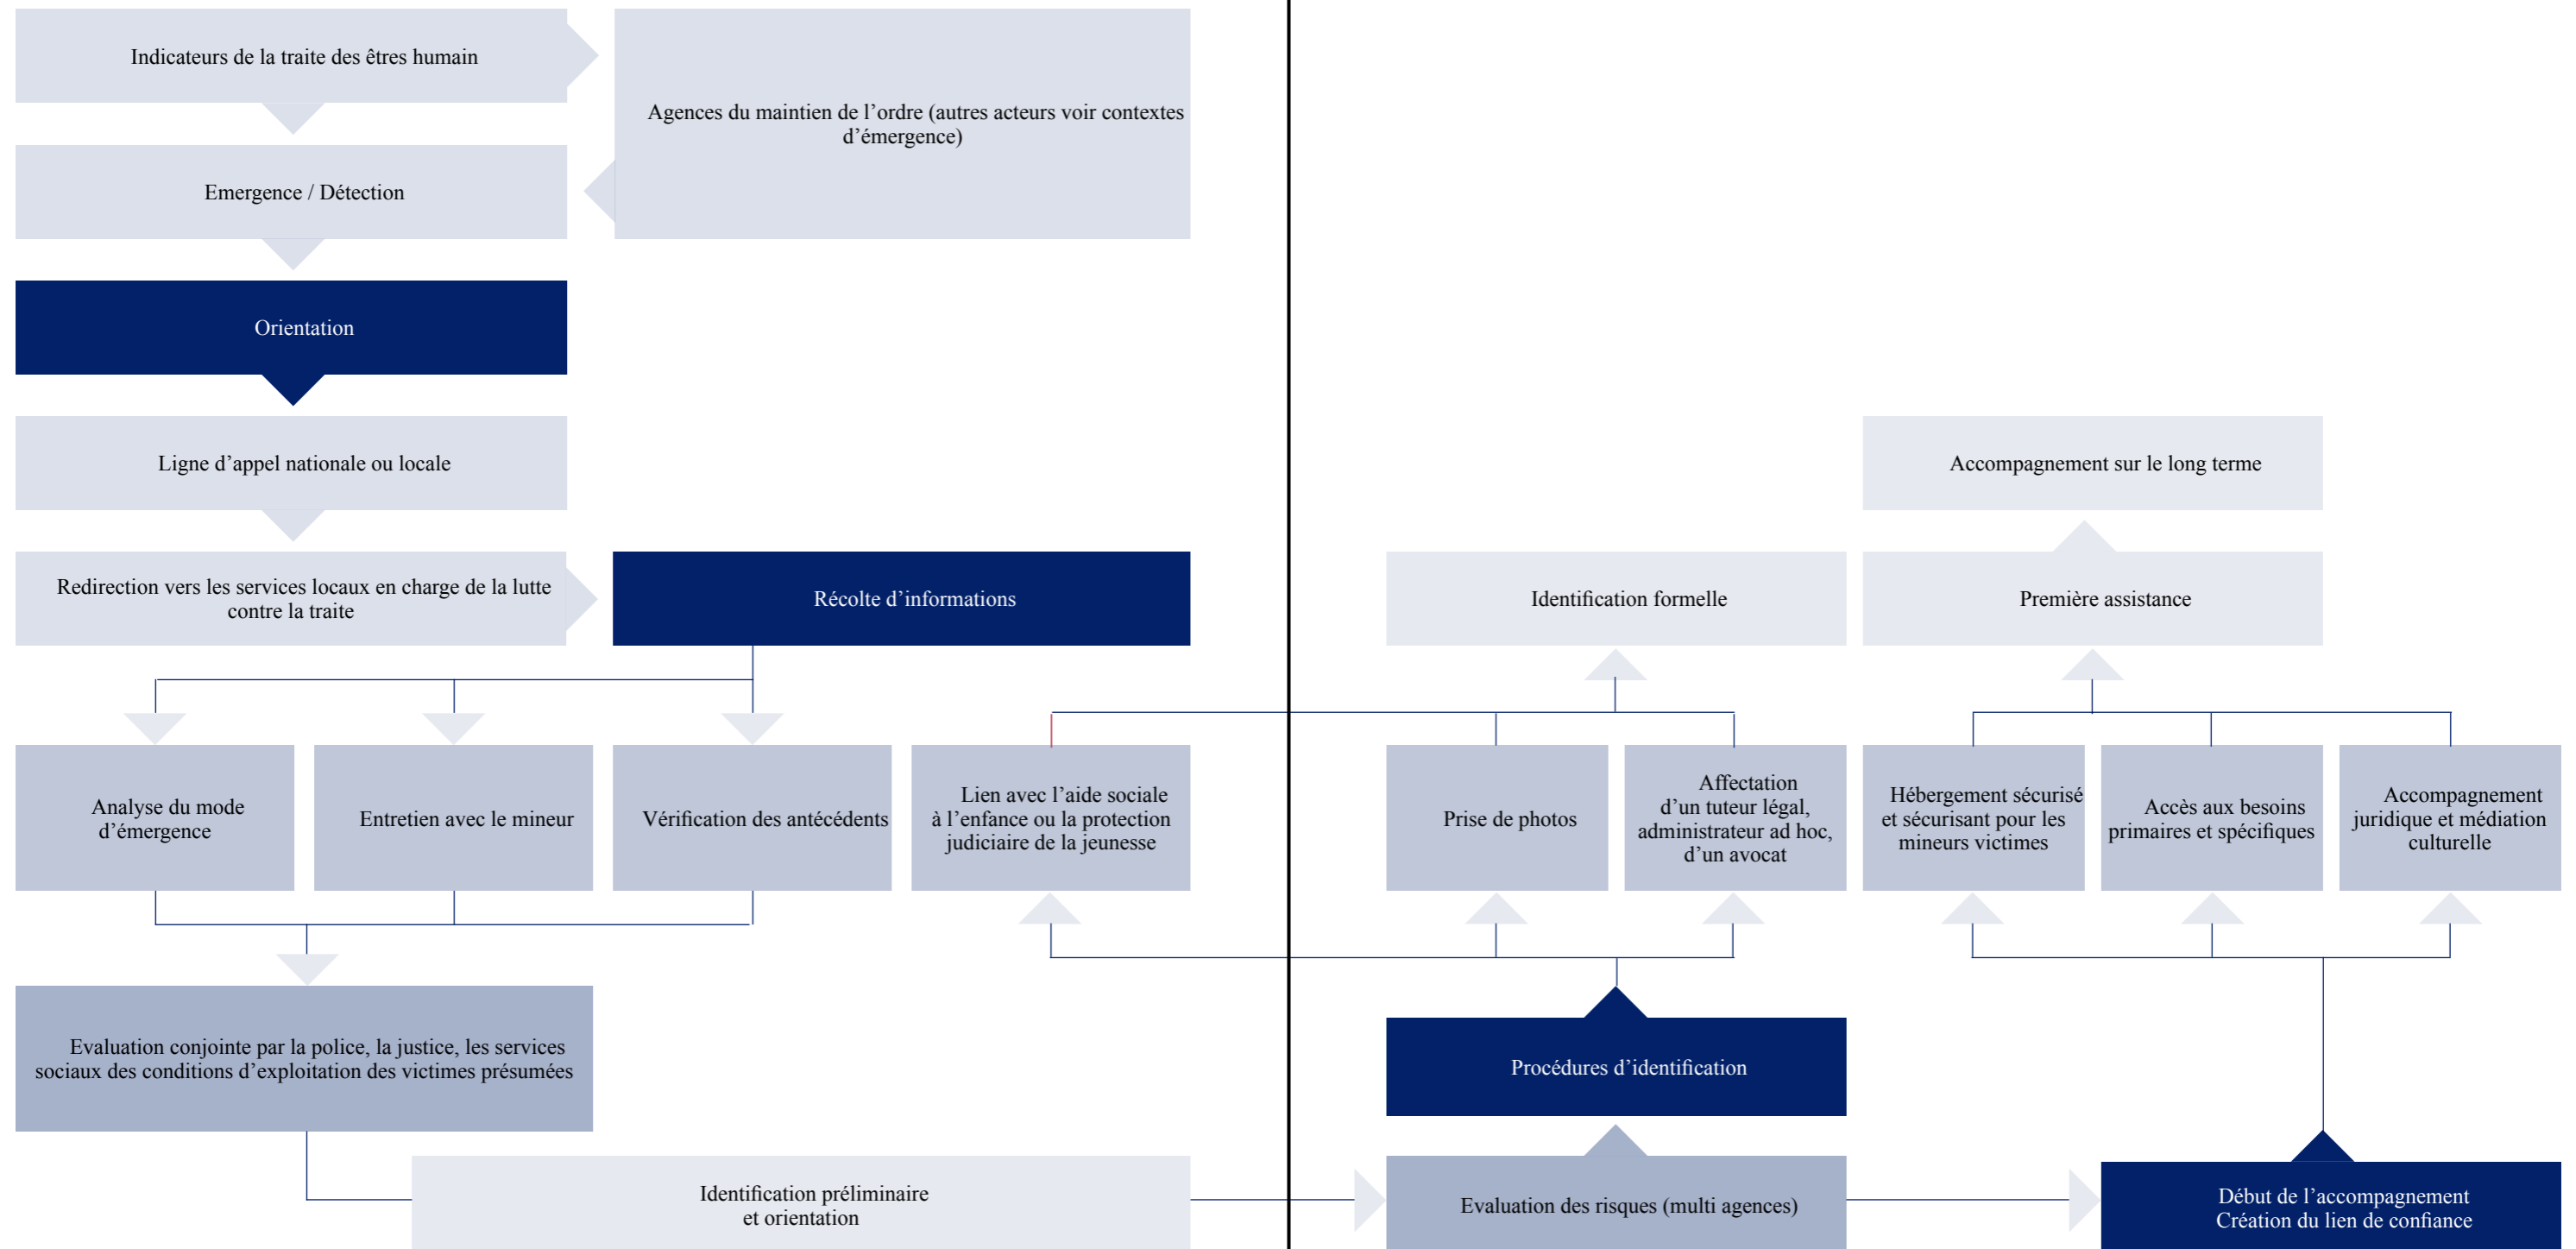 Indicateurs de la traite des êtres humain
Agences du maintien de l’ordre (autres acteurs voir contextes
d’émergence)
Emergence / Détection
Orientation
Ligne d’appel nationale ou locale
Redirection vers les services locaux en charge de la lutte
contre la traite
Récolte d’informations
Analyse du mode
d’émergence
Entretien avec le mineur
Vérification des antécédents
Lien avec l’aide sociale
à l’enfance ou la protection
judiciaire de la jeunesse
Evaluation conjointe par la police, la justice, les services
sociaux des conditions d’exploitation des victimes présumées
Identification préliminaire
et orientation
Accompagnement sur le long terme
Identification formelle
Première assistance
Prise de photos
Affectation
d’un tuteur légal,
administrateur ad hoc,
d’un avocat
Hébergement sécurisé
et sécurisant pour les
mineurs victimes
Accès aux besoins
primaires et spécifiques
Accompagnement
juridique et médiation
culturelle
Procédures d’identification
Evaluation des risques (multi agences)
Début de l’accompagnement
Création du lien de confiance